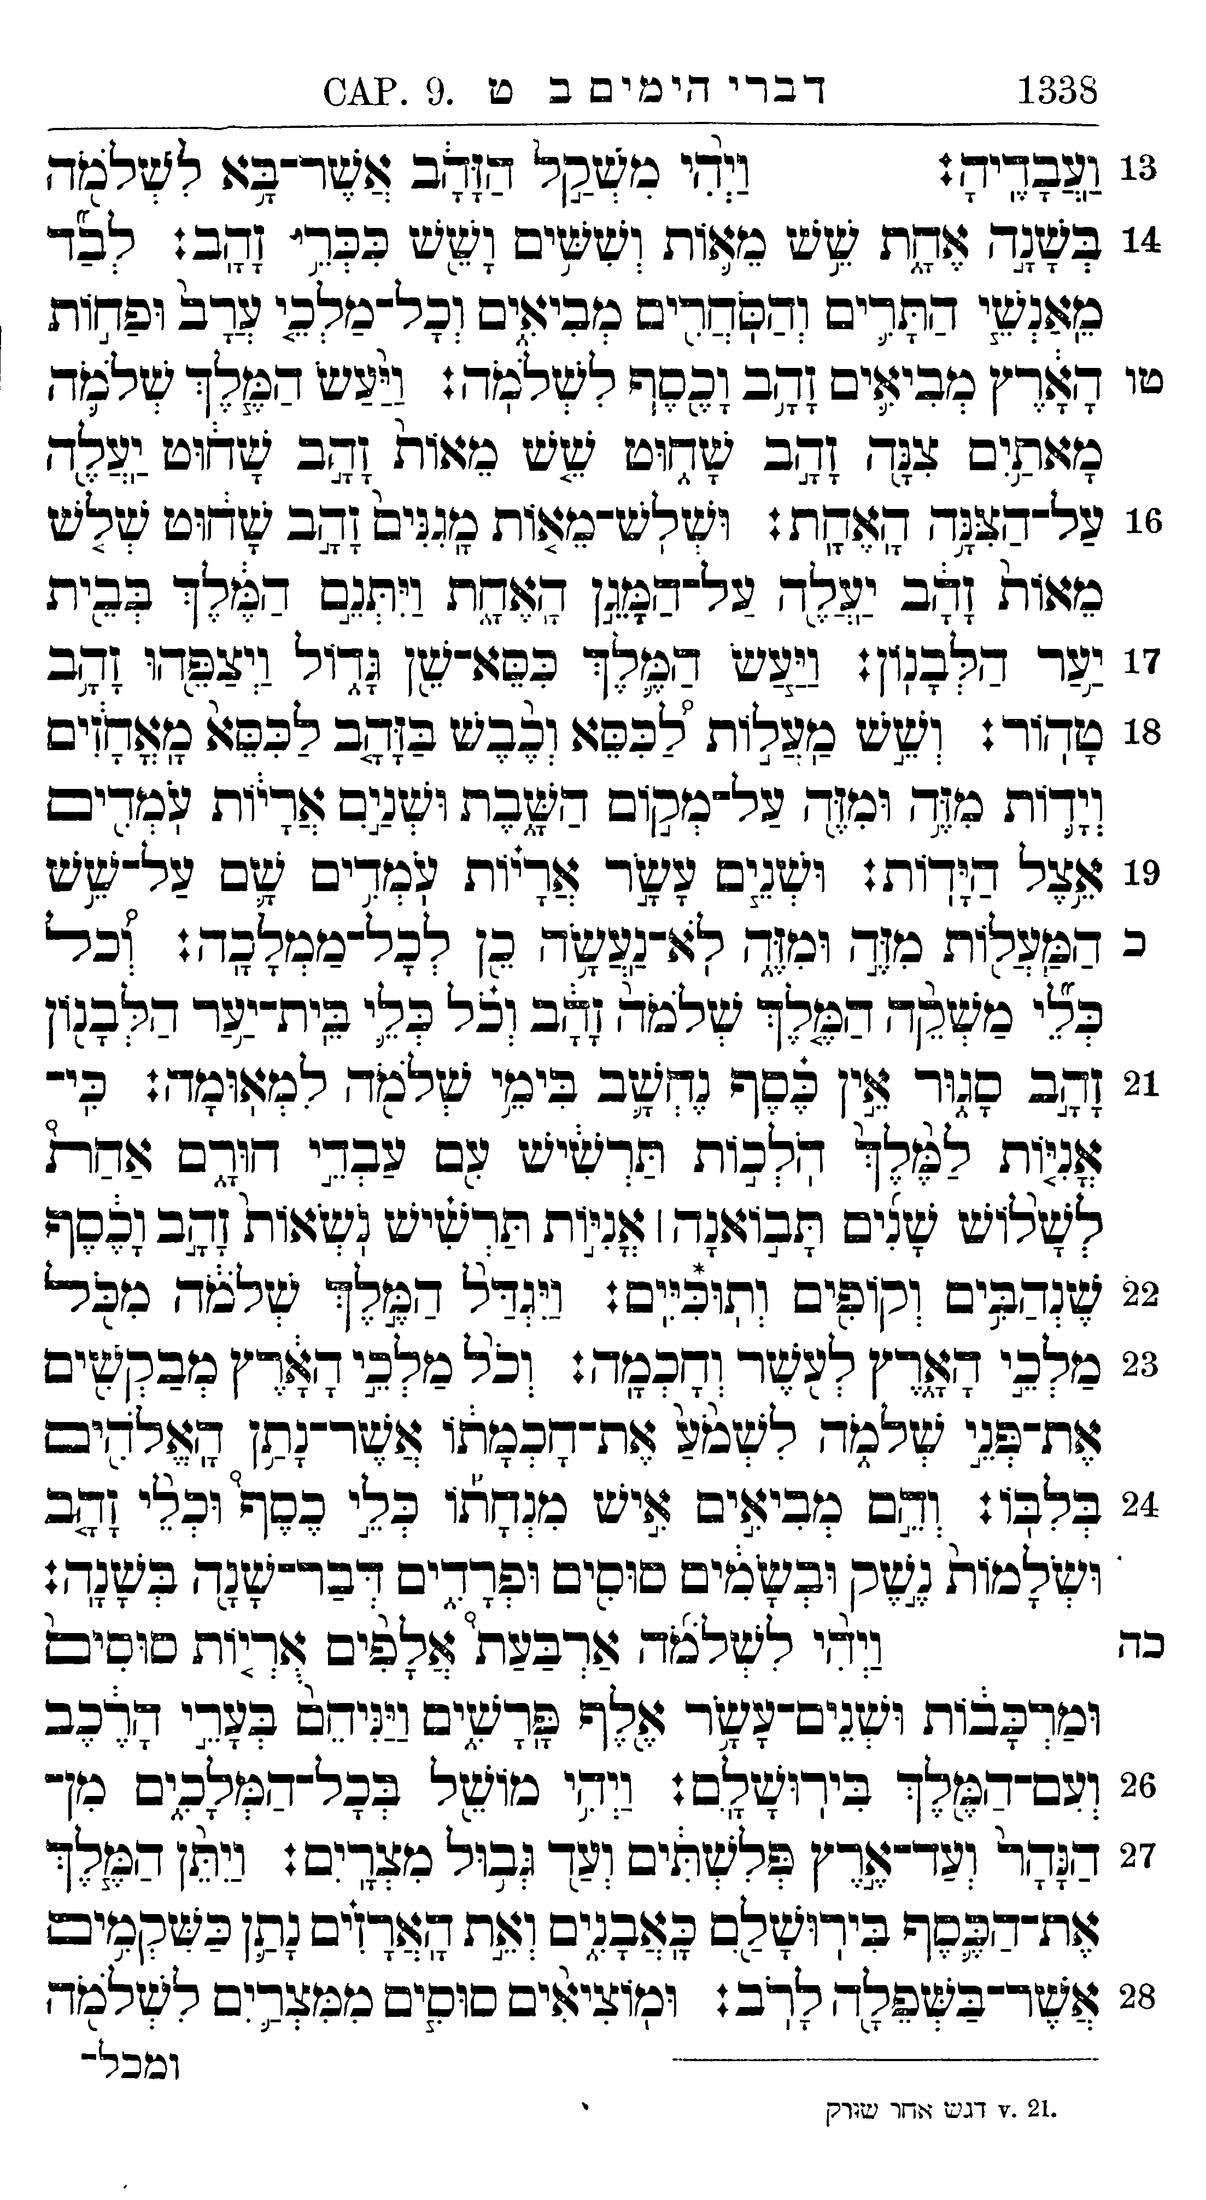 1338 דברי הימים ב ט CAP. 9.
13 וַעֲבָדֶיהָ׃ וַיְהִי מִשְׁקַל הַזָּהָב אֲשֶׁר־בָּא לִשְׁלֹמֹה
14 בְּשָׁנָה אֶחָת שֵׁשׁ מֵאוֹת וְשִׁשִּׁים וָשֵׁשׁ כִּכְּרֵי זָהָב׃ לְבַד
מֵאַנְשֵׁי הַתָּרִים וְהַסֹּחֲרִים מְבִיאִים וְכָל־מַלְכֵי עֲרָב וּפַחוֹת
טו הָאָרֶץ מְבִיאִים זָהָב וָכֶסֶף לִשְׁלֹמֹה׃ וַיַּעַשׂ הַמֶּלֶךְ שְׁלֹמֹה
מָאתַיִם צִנָּה זָהָב שָׁחוּט שֵׁשׁ מֵאוֹת זָהָב שָׁחוּט יַעֲלֶה
16 עַל־הַצִּנָּה הָאֶחָת׃ וּשְׁלֹשׁ־מֵאוֹת מָגִנִּים זָהָב שָׁחוּט שְׁלֹשׁ
מֵאוֹת זָהָב יַעֲלֶה עַל־הַמָּגֵן הָאֶחָת וַיִּתְּנֵם הַמֶּלֶךְ בְּבֵית
17 יַעַר הַלְּבָנוֹן׃ וַיַּעַשׂ הַמֶּלֶךְ כִּסֵּא־שֵׁן גָּדוֹל וַיְצַפֵּהוּ זָהָב
18 טָהוֹר׃ וְשֵׁשׁ מַעֲלוֹת לַכִּסֵּא וְכֶבֶשׁ בַּזָּהָב לַכִּסֵּא מָאֳחָזִים
וְיָדוֹת מִזֶּה וּמִזֶּה עַל־מְקוֹם הַשָּׁבֶת וּשְׁנַיִם אֲרָיוֹת עֹמְדִים
19 אֵצֶל הַיָּדוֹת׃ וּשְׁנֵים עָשָׂר אֲרָיוֹת עֹמְדִים שָׁם עַל־שֵׁשׁ
כ הַמַּעֲלוֹת מִזֶּה וּמִזֶּה לֹא־נַעֲשָׂה כֵן לְכָל־מַמְלָכָה׃ וְכֹל
כְּלֵי מַשְׁקֵה הַמֶּלֶךְ שְׁלֹמֹה זָהָב וְכֹל כְּלֵי בֵּית־יַעַר הַלְּבָנוֹן
21 זָהָב סָגוּר אֵין כֶּסֶף נֶחְשָׁב בִּימֵי שְׁלֹמֹה לִמְאוּמָה׃ כִּי־
אֳנִיּוֹת לַמֶּלֶךְ הֹלְכוֹת תַּרְשִׁישׁ עִם עַבְדֵי חוּרָם אַחַת
לְשָׁלוֹשׁ שָׁנִים תָּבוֹאנָה ׀ אֳנִיּוֹת תַּרְשִׁישׁ נֹשְׂאוֹת זָהָב וָכֶסֶף
22 שֶׁנְהַבִּים וְקוֹפִים וְתוּכִּיִּים*׃ וַיִּגְדַּל הַמֶּלֶךְ שְׁלֹמֹה מִכֹּל
23 מַלְכֵי הָאָרֶץ לְעֹשֶׁר וְחָכְמָה׃ וְכֹל מַלְכֵי הָאָרֶץ מְבַקְשִׁים
אֶת־פְּנֵי שְׁלֹמֹה לִשְׁמֹעַ אֶת־חָכְמָתוֹ אֲשֶׁר־נָתַן הָאֱלֹהִים
24 בְּלִבּוֹ׃ וְהֵם מְבִיאִים אִישׁ מִנְחָתוֹ כְּלֵי כֶסֶף וּכְלֵי זָהָב
וּשְׂלָמוֹת נֵשֶׁק וּבְשָׂמִים סוּסִים וּפְרָדִים דְּבַר־שָׁנָה בְּשָׁנָה׃
כה וַיְהִי לִשְׁלֹמֹה אַרְבַּעַת אֲלָפִים אֻרְיוֹת סוּסִים
וּמַרְכָּבוֹת וּשְׁנֵים־עָשָׂר אֶלֶף פָּרָשִׁים וַיַּנִּיחֵם בְּעָרֵי הָרֶכֶב
26 וְעִם־הַמֶּלֶךְ בִּירוּשָׁלָ‍ִם׃ וַיְהִי מוֹשֵׁל בְּכָל־הַמְּלָכִים מִן־
27 הַנָּהָר וְעַד־אֶרֶץ פְּלִשְׁתִּים וְעַד גְּבוּל מִצְרָיִם׃ וַיִּתֵּן הַמֶּלֶךְ
אֶת־הַכֶּסֶף בִּירוּשָׁלַ‍ִם כָּאֲבָנִים וְאֵת הָאֲרָזִים נָתַן כַּשִּׁקְמִים
28 אֲשֶׁר־בַּשְּׁפֵלָה לָרֹב׃ וּמוֹצִיאִים סוּסִים מִמִּצְרַיִם לִשְׁלֹמֹה
ומכל־
v. 21. דגש אחר שורק